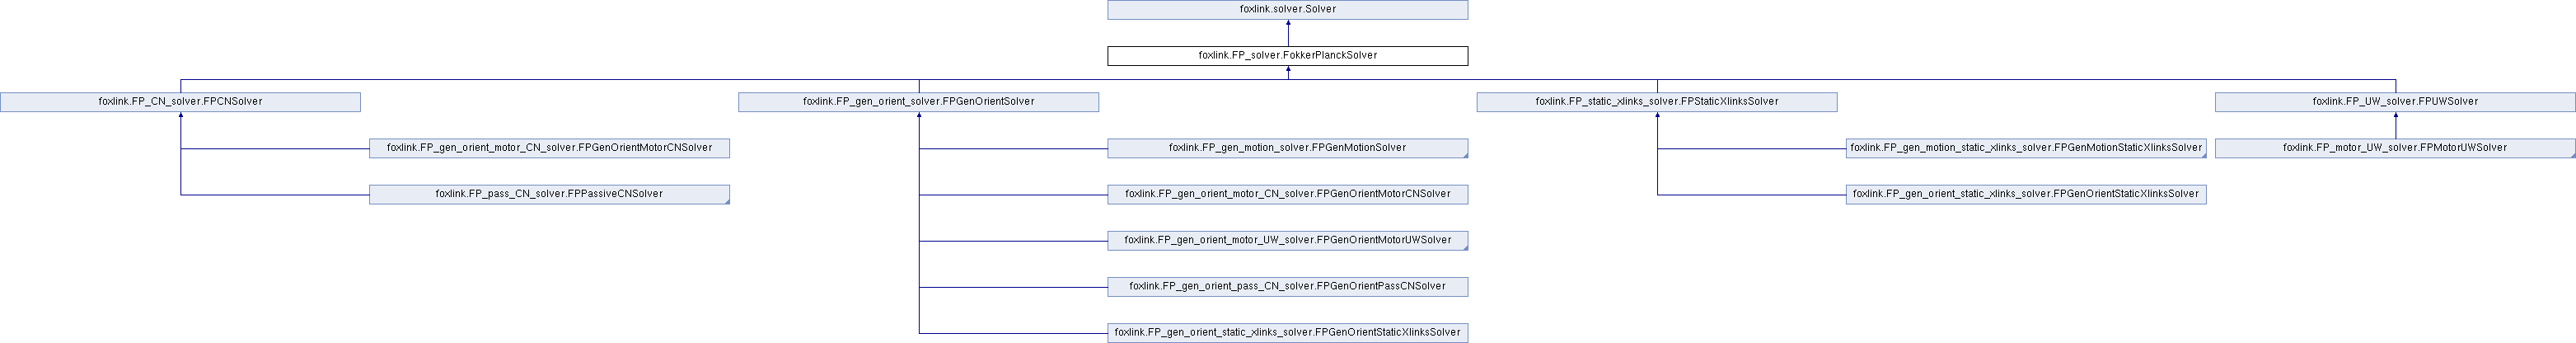 foxlink.solver.Solver
foxlink.FP_solver.FokkerPlanckSolver
foxlink.FP_CN_solver.FPCNSolver
foxlink.FP_gen_orient_solver.FPGenOrientSolver
foxlink.FP_static_xlinks_solver.FPStaticXlinksSolver
foxlink.FP_UW_solver.FPUWSolver
foxlink.FP_gen_orient_motor_CN_solver.FPGenOrientMotorCNSolver
foxlink.FP_gen_motion_solver.FPGenMotionSolver
foxlink.FP_gen_motion_static_xlinks_solver.FPGenMotionStaticXlinksSolver
foxlink.FP_motor_UW_solver.FPMotorUWSolver
foxlink.FP_pass_CN_solver.FPPassiveCNSolver
foxlink.FP_gen_orient_motor_CN_solver.FPGenOrientMotorCNSolver
foxlink.FP_gen_orient_static_xlinks_solver.FPGenOrientStaticXlinksSolver
foxlink.FP_gen_orient_motor_UW_solver.FPGenOrientMotorUWSolver
foxlink.FP_gen_orient_pass_CN_solver.FPGenOrientPassCNSolver
foxlink.FP_gen_orient_static_xlinks_solver.FPGenOrientStaticXlinksSolver